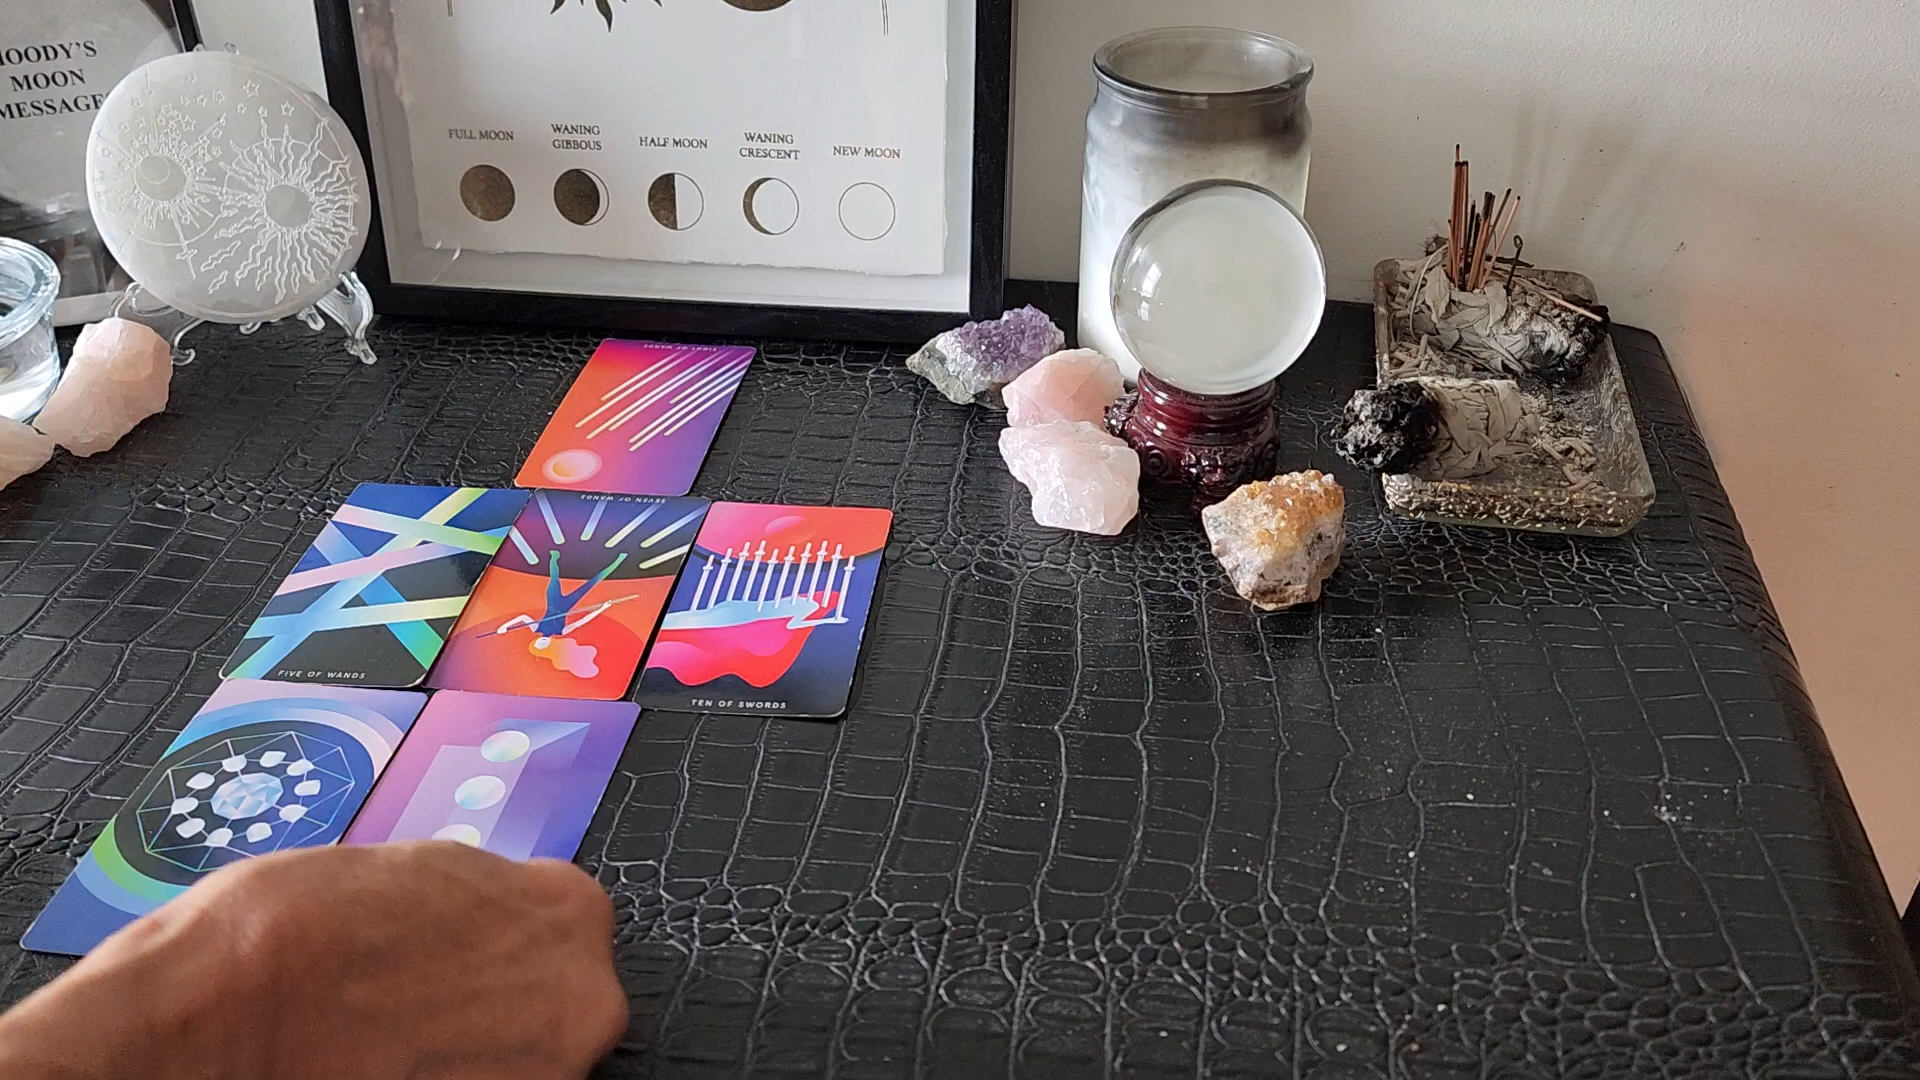 MOODY'S
MOON
MESSAGE
FULL MOON
WANING
GIBBOUS
HALF MOON
WANING
CRESCENT
NEW MOON
EIGHT OF WANDS
SEVEN OF WANDS
FIVE OF WANDS
TEN OF SWORDS